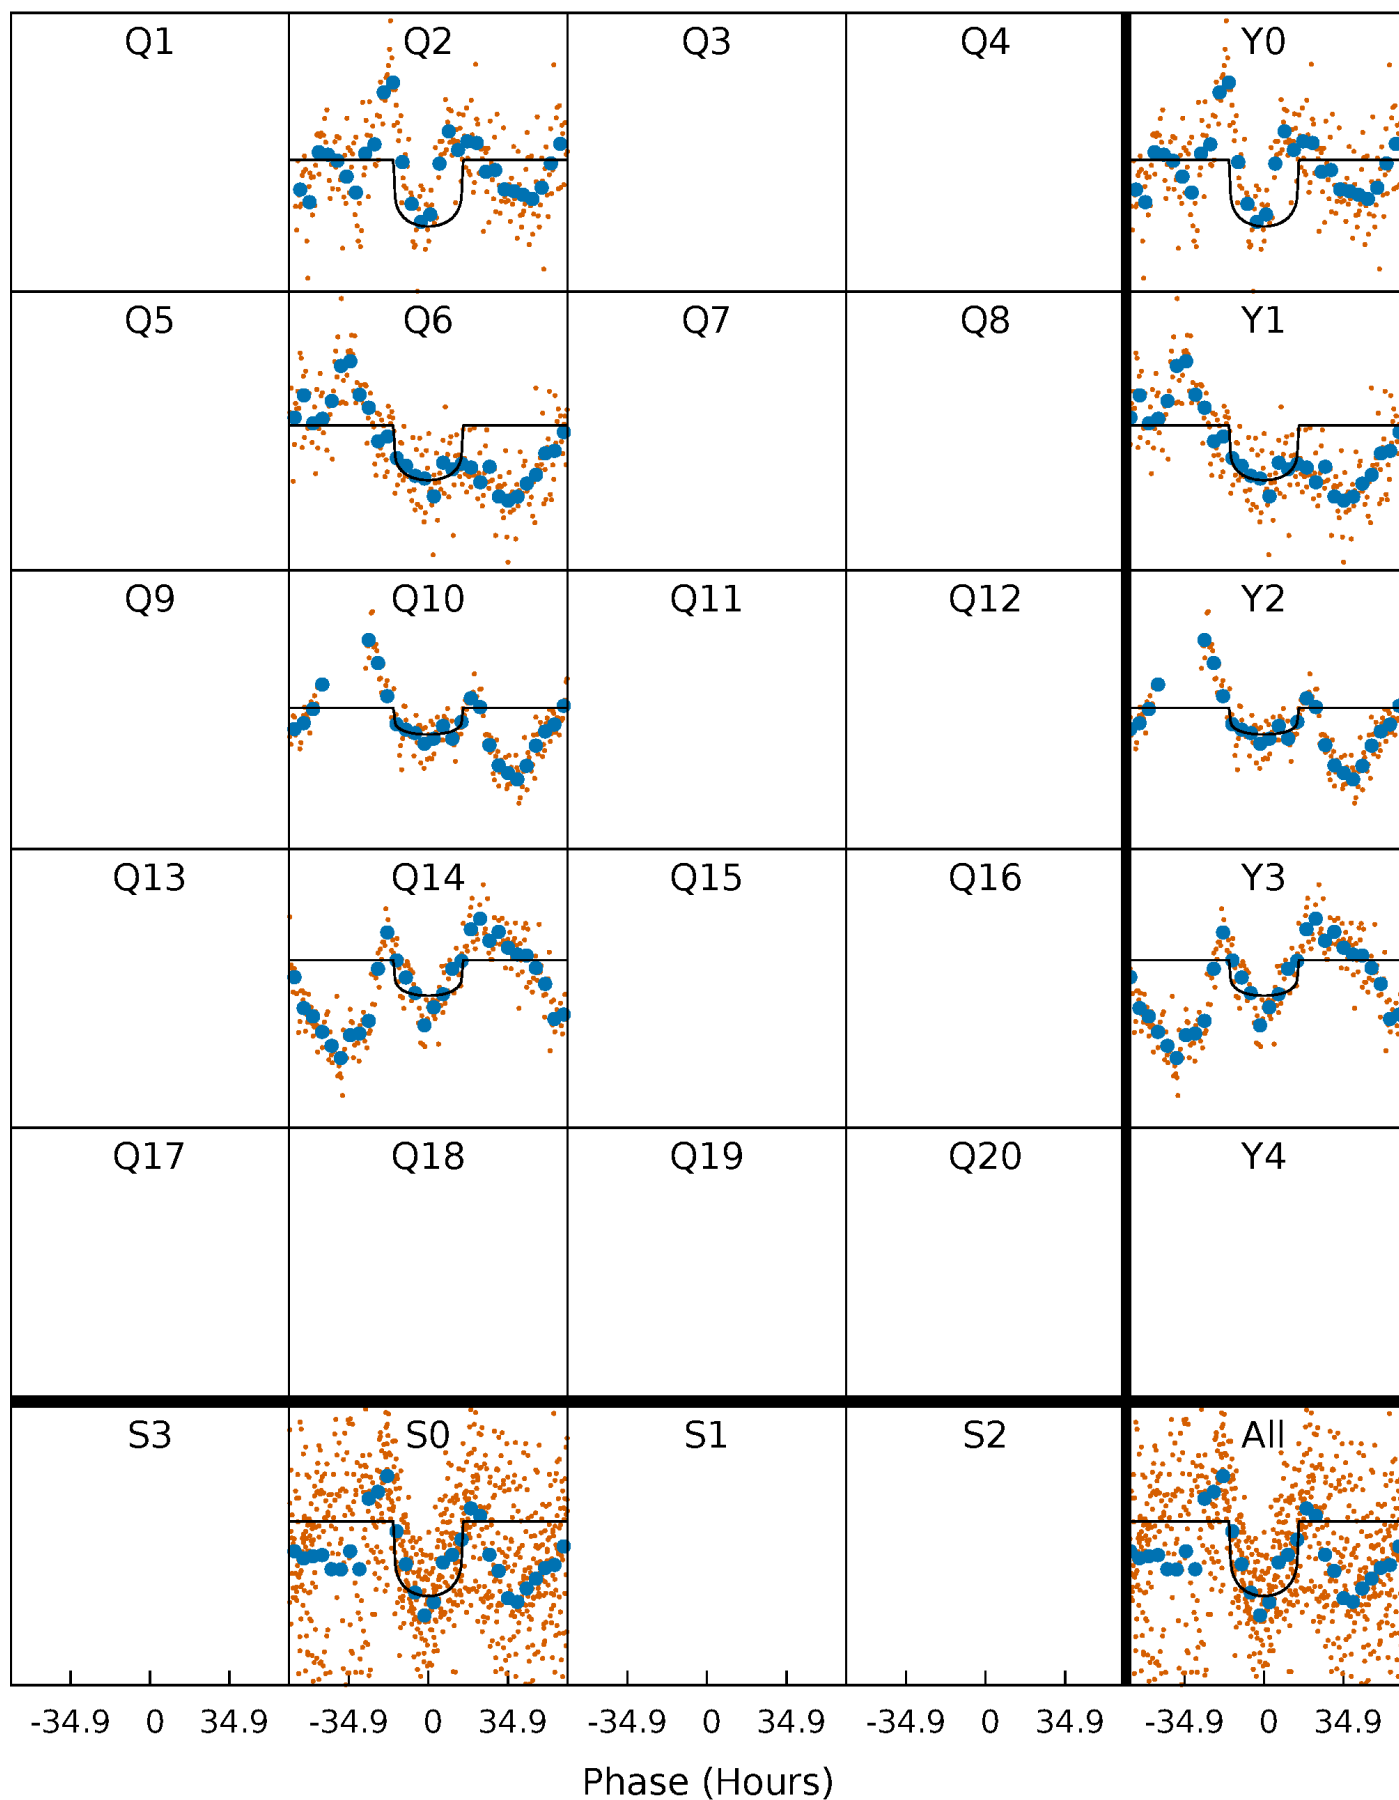 Q1 Q2 Q3 Q4 Y0
Q5 Q6 Q7 Q8 Y1
Q9 Q10 Q11 Q12 Y2
Q13 Q14 Q15 Q16 Y3
Q17 Q18 Q19 Q20 Y4
S3 S0 S1 S2 All
-34.9 0 34.9 -34.9 0 34.9 -34.9 0 34.9 -34.9 0 34.9 -34.9 0 34.9
Phase (Hours)